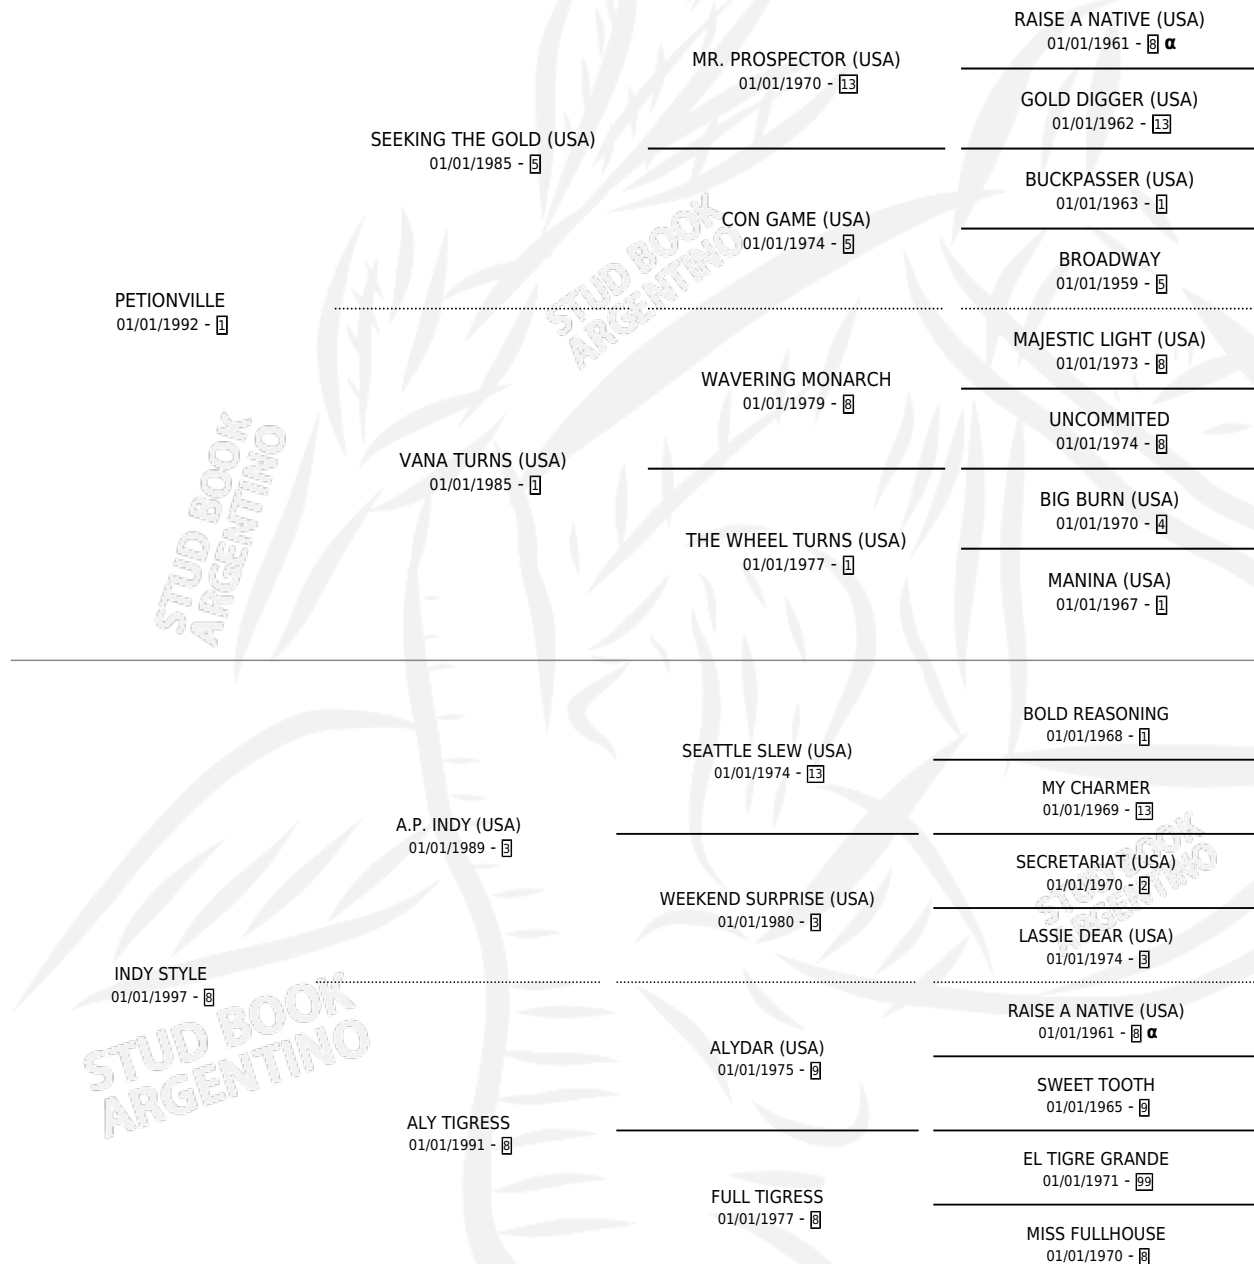 RAISE A NATIVE (USA)
01/01/1961 - 8 α
MR. PROSPECTOR (USA)
01/01/1970 - 13
GOLD DIGGER (USA)
01/01/1962 - 13
SEEKING THE GOLD (USA)
01/01/1985 - 5
BUCKPASSER (USA)
01/01/1963 - 1
CON GAME (USA)
01/01/1974 - 5
BROADWAY
01/01/1959 - 5
PETIONVILLE
01/01/1992 - 1
MAJESTIC LIGHT (USA)
01/01/1973 - 8
WAVERING MONARCH
01/01/1979 - 8
UNCOMMITED
01/01/1974 - 8
VANA TURNS (USA)
01/01/1985 - 1
BIG BURN (USA)
01/01/1970 - 4
THE WHEEL TURNS (USA)
01/01/1977 - 1
MANINA (USA)
01/01/1967 - 1
STUD BOOK
ARGENTINO
STUD BOOK
ARGENTINO
BOLD REASONING
01/01/1968 - 1
SEATTLE SLEW (USA)
01/01/1974 - 13
MY CHARMER
01/01/1969 - 13
A.P. INDY (USA)
01/01/1989 - 3
SECRETARIAT (USA)
01/01/1970 - 2
WEEKEND SURPRISE (USA)
01/01/1980 - 3
LASSIE DEAR (USA)
01/01/1974 - 3
INDY STYLE
01/01/1997 - 8
RAISE A NATIVE (USA)
01/01/1961 - 8 α
ALYDAR (USA)
01/01/1975 - 9
SWEET TOOTH
01/01/1965 - 9
ALY TIGRESS
01/01/1991 - 8
EL TIGRE GRANDE
01/01/1971 - 99
FULL TIGRESS
01/01/1977 - 8
MISS FULLHOUSE
01/01/1970 - 8
STUD BOOK
ARGENTINO
STUD BOOK
ARGENTINO